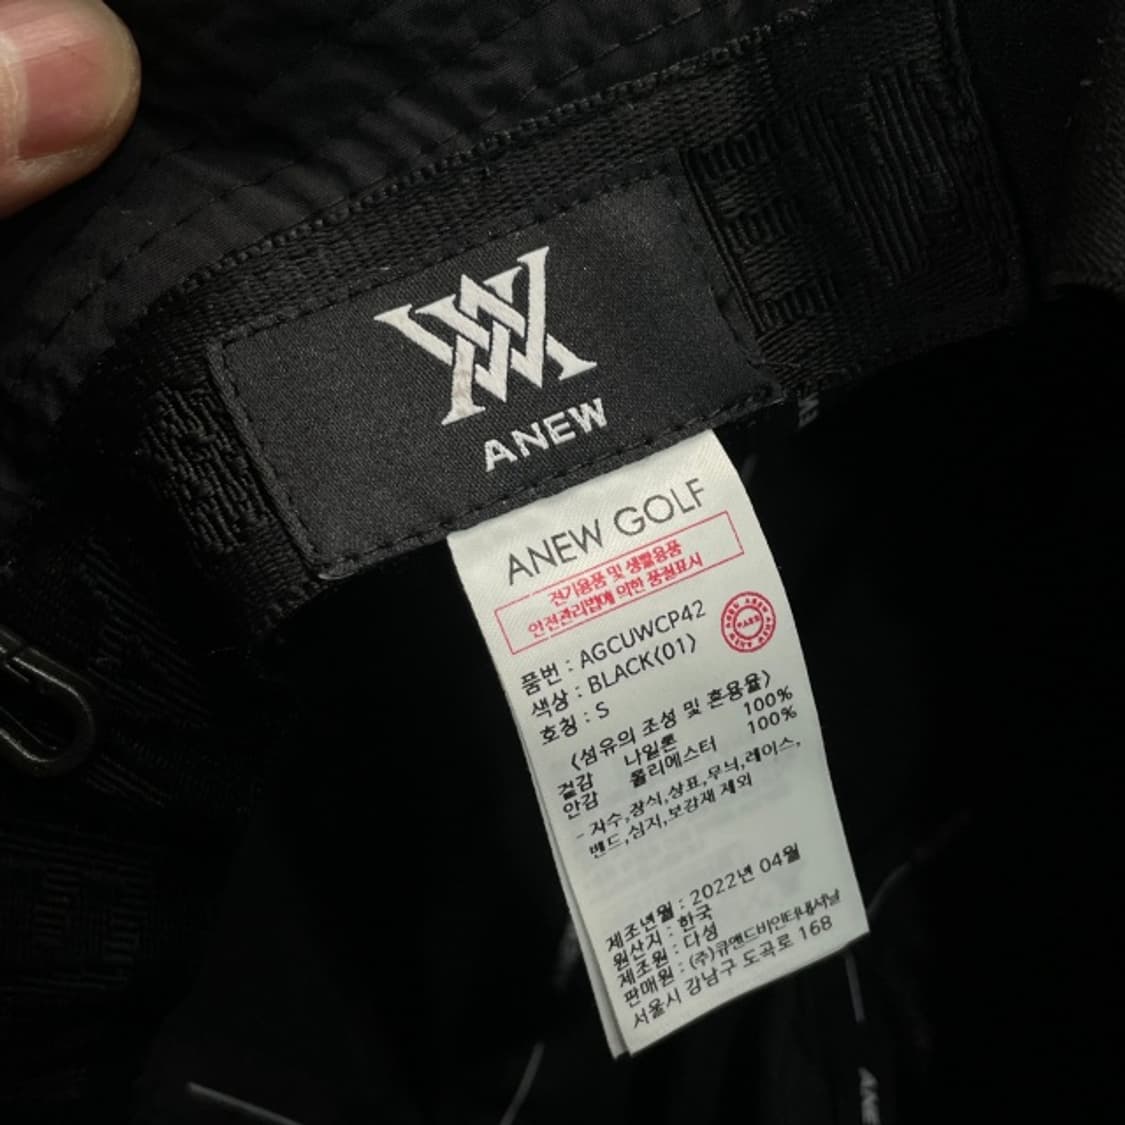 ANEW
ANEW GOLF
전기용품 및 생활용품
안전관리법에 의한 품질표시
품번 : AGCUWCP42
색상 : BLACK(01)
호칭 : S
<섬유의 조성 및 혼용율>
겉감 나일론 100%
안감 폴리에스터 100%
- 자수,장식,상표,무늬,레이스,
밴드,심지,보강재 제외
제조년월 : 2022년 04월
원산지 : 한국
제조원 : 다성
판매원 : (주)큐앤드비인터내셔날
서울시 강남구 도곡로 168